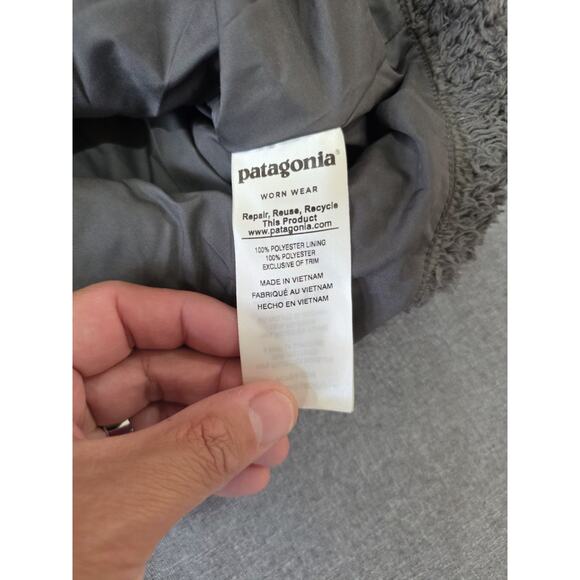 patagonia®
WORN WEAR
Repair, Reuse, Recycle
This Product
www.patagonia.com
100% POLYESTER LINING
100% POLYESTER
EXCLUSIVE OF TRIM
MADE IN VIETNAM
FABRIQUÉ AU VIETNAM
HECHO EN VIETNAM